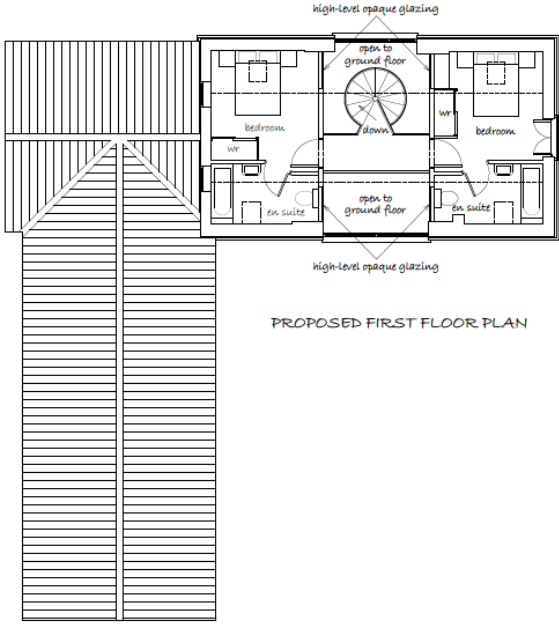 high-level opaque glazing
open to
ground floor
bedroom
wr
down
wr
bedroom
en suite
open to
ground floor
en suite
high-level opaque glazing
PROPOSED FIRST FLOOR PLAN